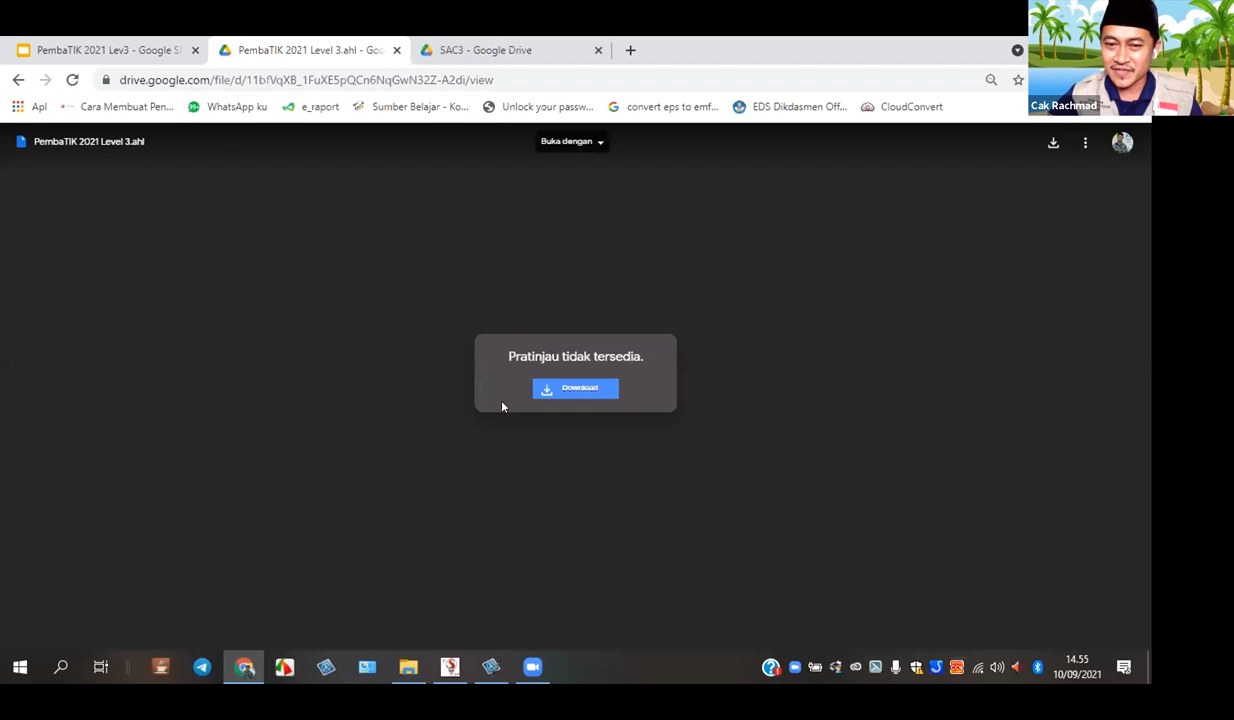 PembaTIK 2021 Lev3 - Google Sl
PembaTIK 2021 Level 3.ahl - Goo
SAC3 - Google Drive
drive.google.com/file/d/11bfVqXB_1FuXE5pQCn6NqGwN32Z-A2di/view
Apl
Cara Membuat Pen...
WhatsApp ku
e_raport
Sumber Belajar - Ko...
Unlock your passw...
convert eps to emf...
EDS Dikdasmen Off...
CloudConvert
Cak Rachmad
PembaTIK 2021 Level 3.ahl
Buka dengan
Pratinjau tidak tersedia.
Download
14.55
10/09/2021